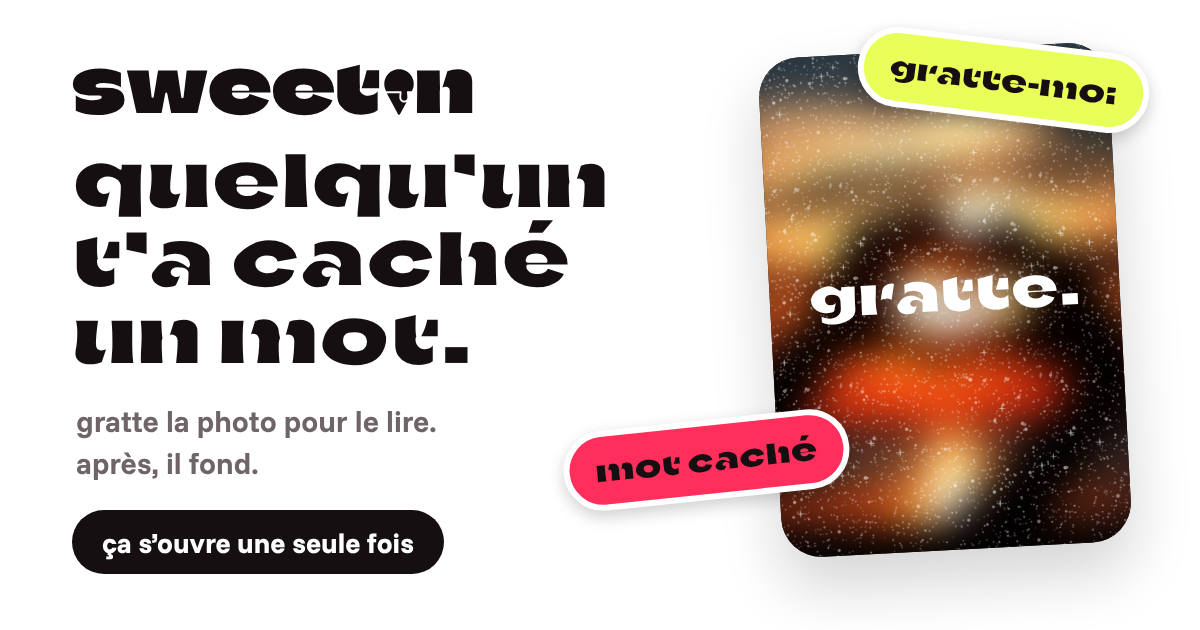 sweetin
quelqu'un
t'a caché
un mot.
gratte la photo pour le lire.
après, il fond.
ça s’ouvre une seule fois
gratte-moi
gratte.
mot caché